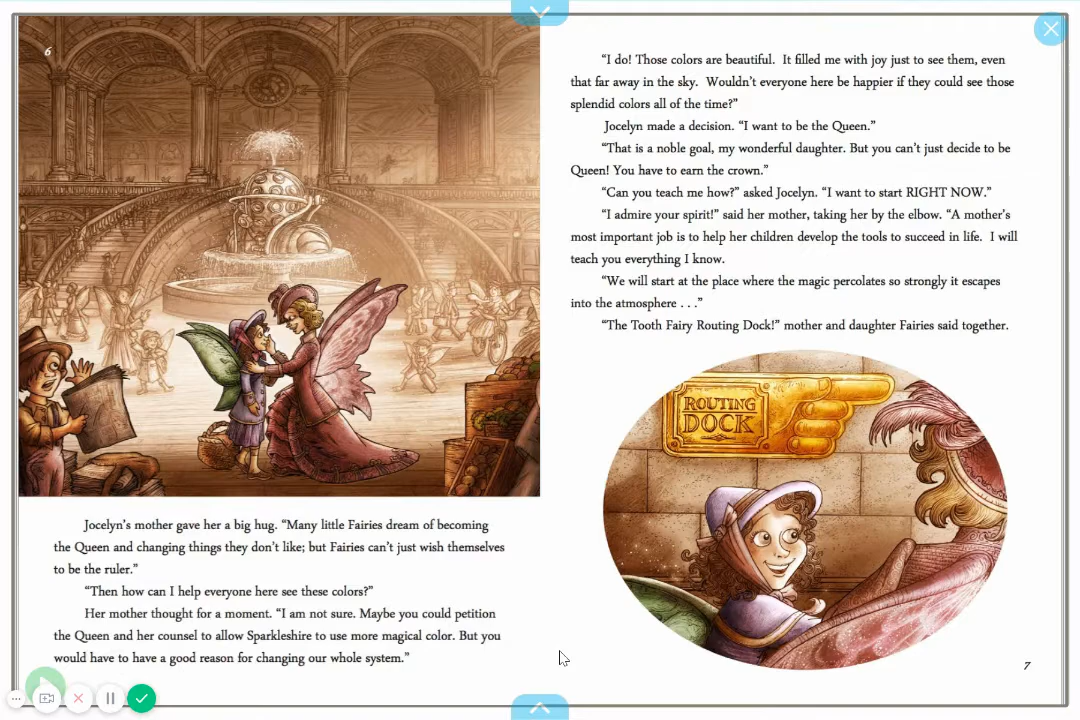 6
Jocelyn's mother gave her a big hug. “Many little Fairies dream of becoming
the Queen and changing things they don't like; but Fairies can't just wish themselves
to be the ruler.”
“Then how can I help everyone here see these colors?”
Her mother thought for a moment. “I am not sure. Maybe you could petition
the Queen and her counsel to allow Sparkleshire to use more magical color. But you
would have to have a good reason for changing our whole system.”
“I do! Those colors are beautiful. It filled me with joy just to see them, even
that far away in the sky. Wouldn't everyone here be happier if they could see those
splendid colors all of the time?”
Jocelyn made a decision. “I want to be the Queen.”
“That is a noble goal, my wonderful daughter. But you can't just decide to be
Queen! You have to earn the crown.”
“Can you teach me how?” asked Jocelyn. “I want to start RIGHT NOW.”
“I admire your spirit!” said her mother, taking her by the elbow. “A mother's
most important job is to help her children develop the tools to succeed in life. I will
teach you everything I know.
“We will start at the place where the magic percolates so strongly it escapes
into the atmosphere . . .”
“The Tooth Fairy Routing Dock!” mother and daughter Fairies said together.
ROUTING
DOCK
7